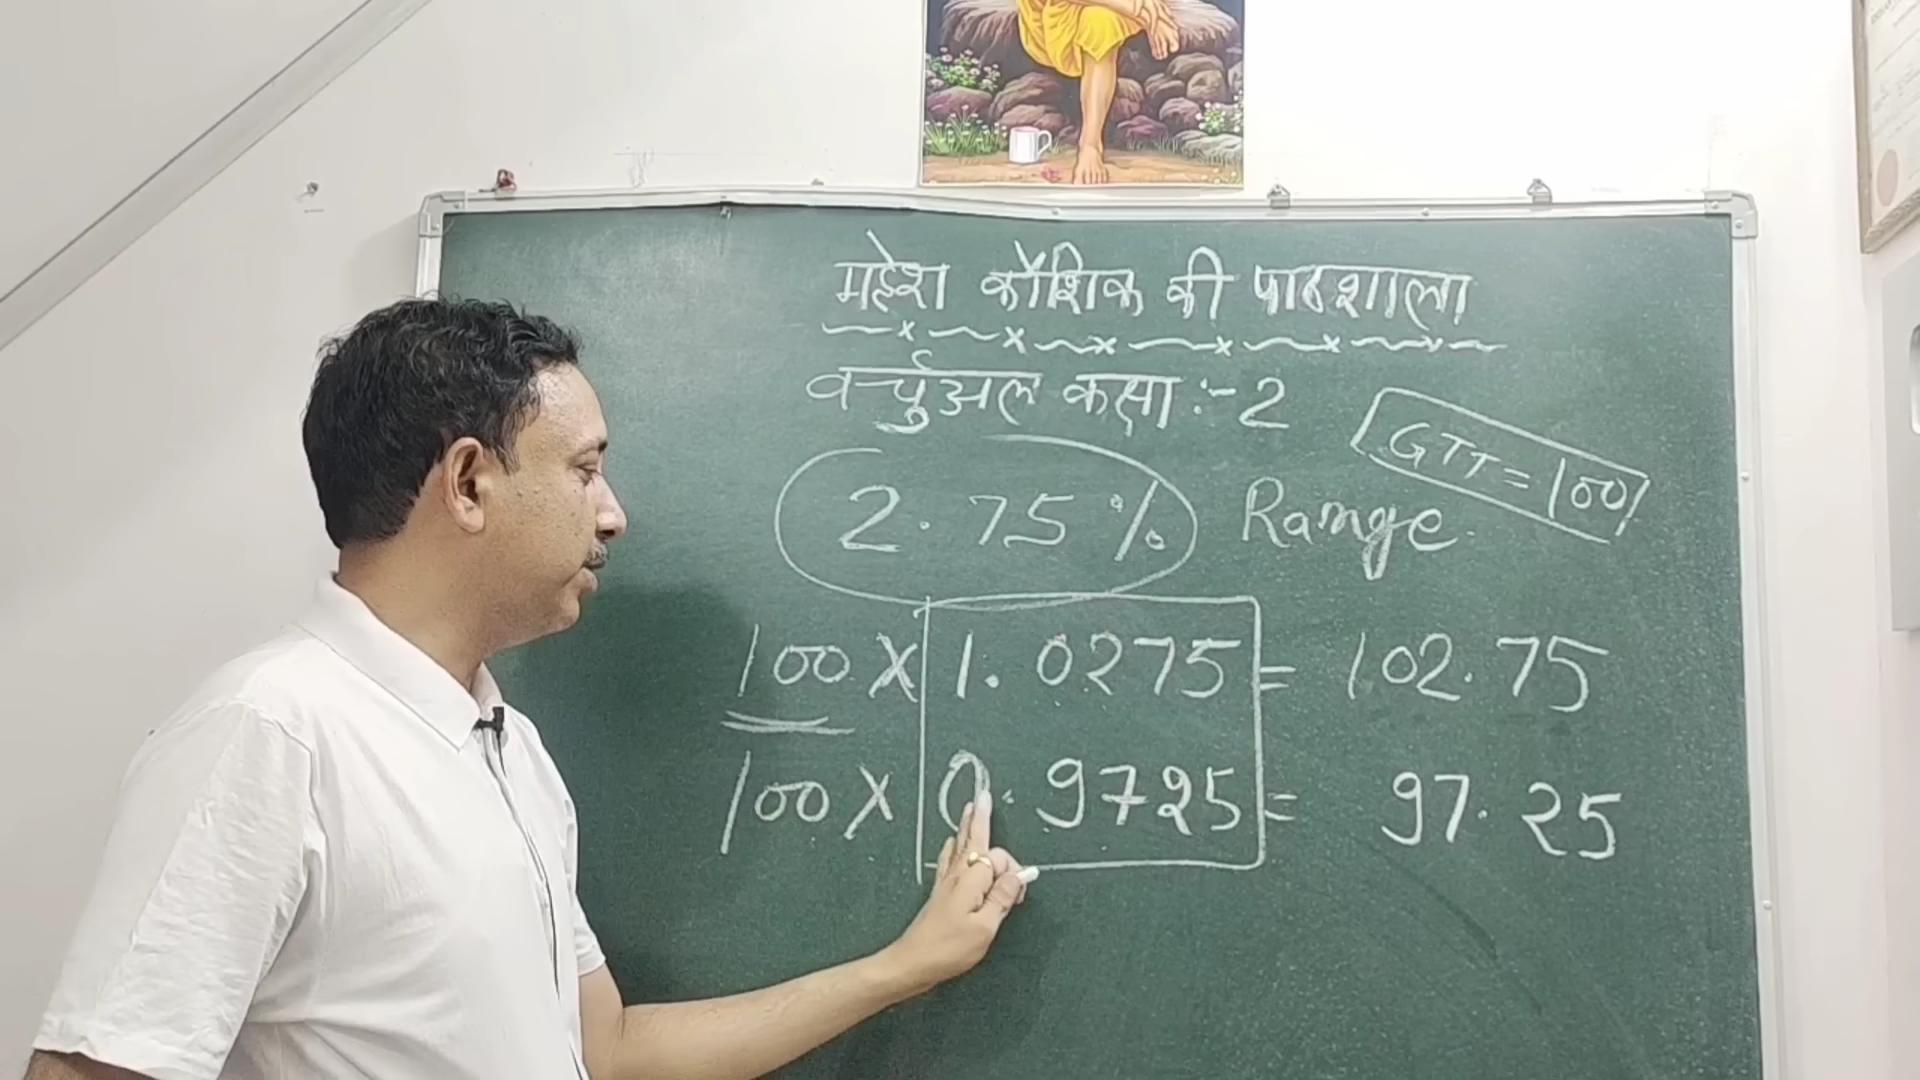 महेश कौशिक की पाठशाला
वर्चुअल कक्षा :- 2
GTT = 100
2.75 % Range
100 X 1.0275 = 102.75
100 X 0.9725 = 97.25